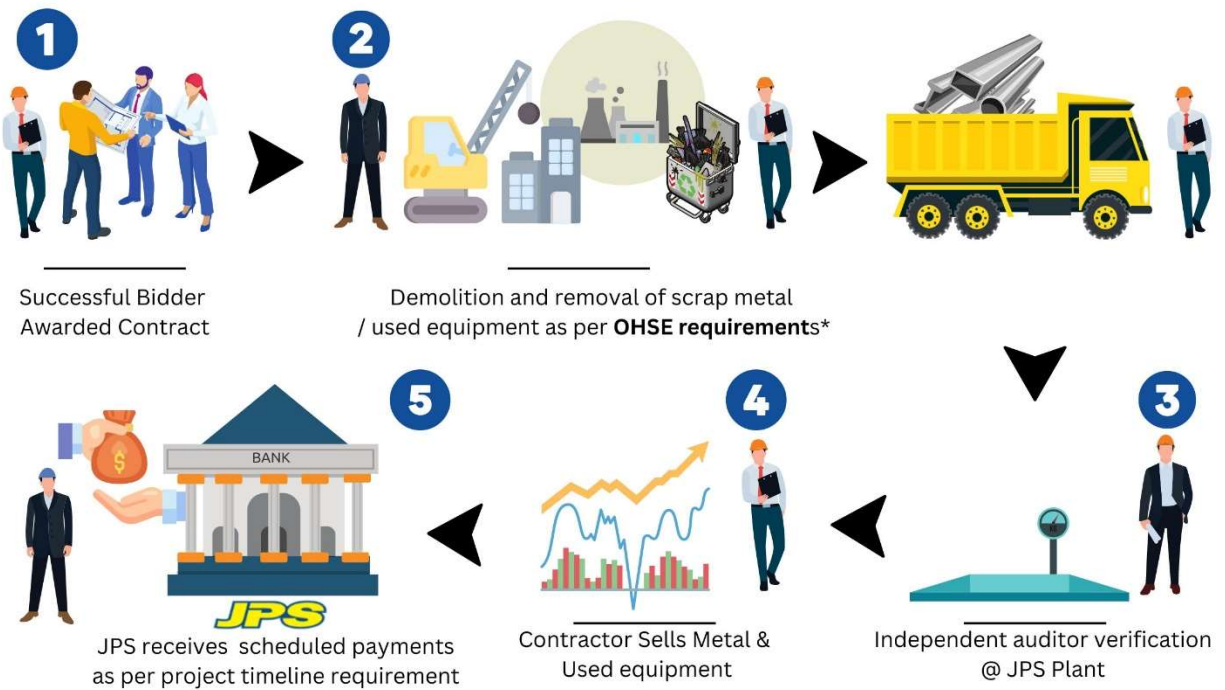 1
2
Successful Bidder
Awarded Contract
Demolition and removal of scrap metal
/ used equipment as per OHSE requirements*
3
Independent auditor verification
@ JPS Plant
4
Contractor Sells Metal &
Used equipment
5
$
BANK
JPS
JPS receives scheduled payments
as per project timeline requirement